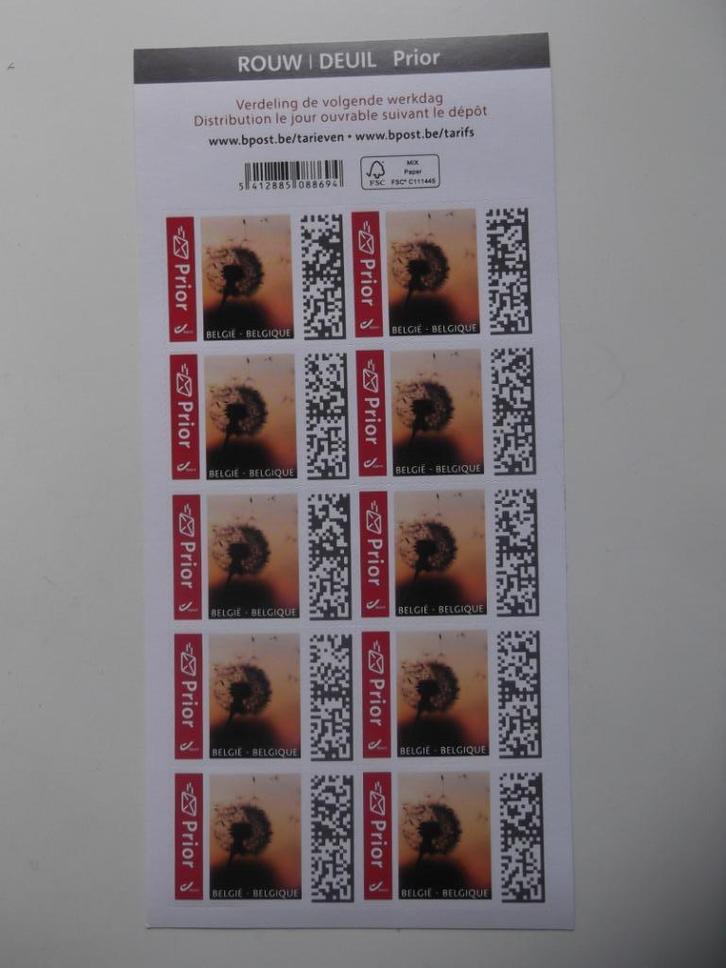 ROUW | DEUIL Prior
Verdeling de volgende werkdag
Distribution le jour ouvrable suivant le dépôt
www.bpost.be/tarieven • www.bpost.be/tarifs
5 412885 088694
FSC
MIX
Paper
FSC® C111445
Prior
BELGIË - BELGIQUE
Prior
BELGIË - BELGIQUE
Prior
BELGIË - BELGIQUE
Prior
BELGIË - BELGIQUE
Prior
BELGIË - BELGIQUE
Prior
BELGIË - BELGIQUE
Prior
BELGIË - BELGIQUE
Prior
BELGIË - BELGIQUE
Prior
BELGIË - BELGIQUE
Prior
BELGIË - BELGIQUE